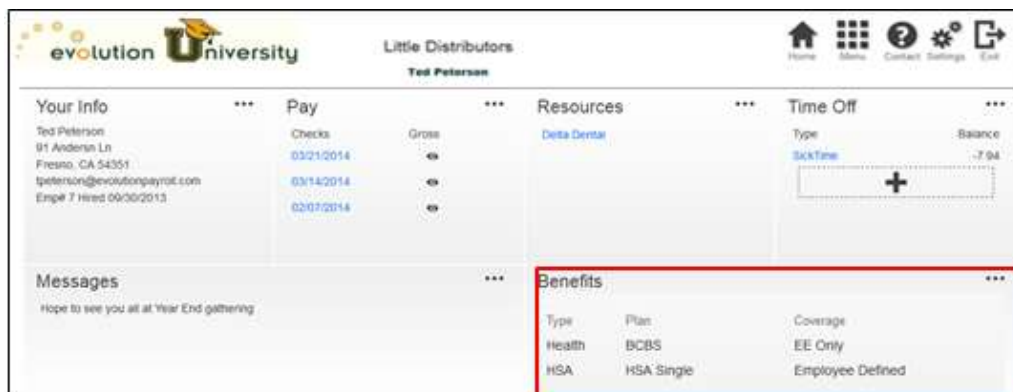 evolution University
Little Distributors
Ted Peterson
Home Menu Contact Settings Exit
Your Info
Ted Peterson
91 Andersn Ln
Fresno, CA 54351
tpeterson@evolutionpayroll.com
Emp# 7 Hired 09/30/2013
Pay
Checks Gross
03/21/2014
03/14/2014
02/07/2014
Resources
Delta Dental
Time Off
Type Balance
SickTime -7.94
Messages
Hope to see you all at Year End gathering
Benefits
Type Plan Coverage
Health BCBS EE Only
HSA HSA Single Employee Defined